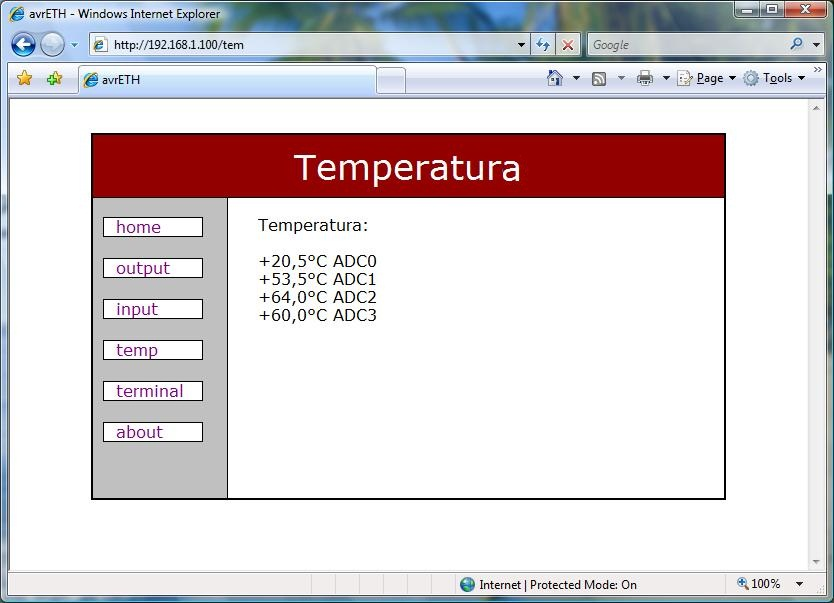 avrETH - Windows Internet Explorer
http://192.168.1.100/tem
Google
avrETH
Page
Tools
Temperatura
home
output
input
temp
terminal
about
Temperatura:
+20,5°C ADC0
+53,5°C ADC1
+64,0°C ADC2
+60,0°C ADC3
Internet | Protected Mode: On
100%